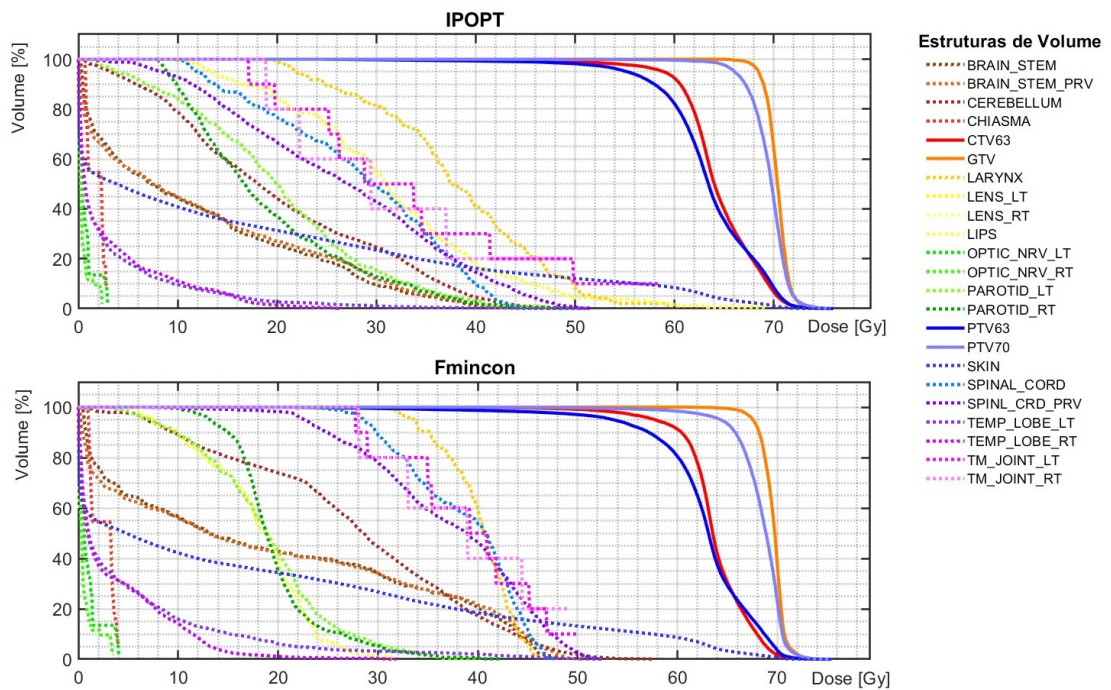 IPOPT
Volume [%]
100
80
60
40
20
0
0 10 20 30 40 50 60 70 Dose [Gy]
Fmincon
Volume [%]
100
80
60
40
20
0
0 10 20 30 40 50 60 70 Dose [Gy]
Estruturas de Volume
BRAIN_STEM
BRAIN_STEM_PRV
CEREBELLUM
CHIASMA
CTV63
GTV
LARYNX
LENS_LT
LENS_RT
LIPS
OPTIC_NRV_LT
OPTIC_NRV_RT
PAROTID_LT
PAROTID_RT
PTV63
PTV70
SKIN
SPINAL_CORD
SPINL_CRD_PRV
TEMP_LOBE_LT
TEMP_LOBE_RT
TM_JOINT_LT
TM_JOINT_RT